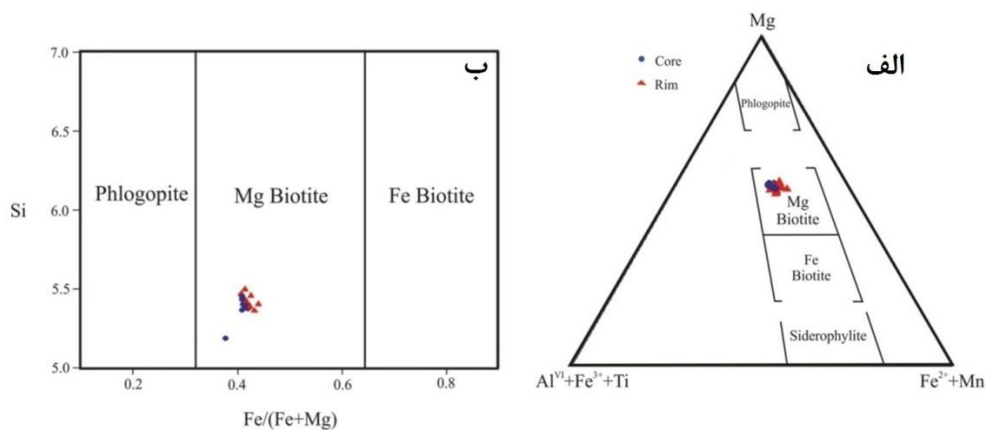 ب
7.0
6.5
Phlogopite Mg Biotite Fe Biotite
Si
6.0
5.5
5.0
0.2 0.4 0.6 0.8
Fe/(Fe+Mg)
Mg
الف
Core
Rim
Phlogopite
Mg
Biotite
Fe
Biotite
Siderophyllite
Al^VI+Fe^3++Ti
Fe^2++Mn